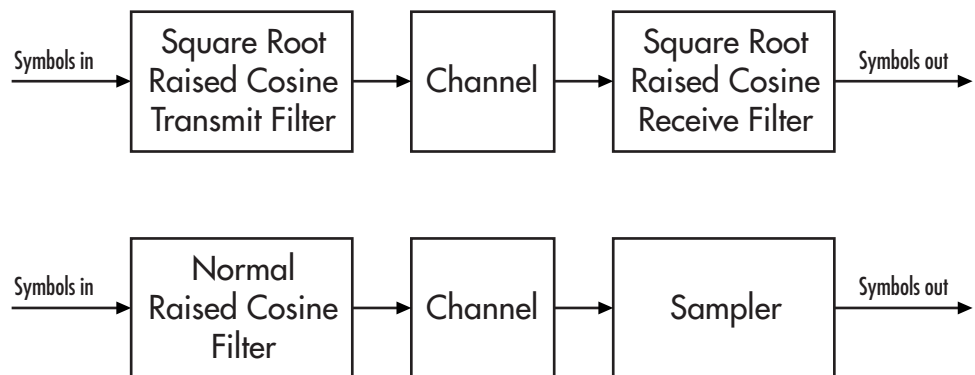 Symbols in
Square Root
Raised Cosine
Transmit Filter
Channel
Square Root
Raised Cosine
Receive Filter
Symbols out
Symbols in
Normal
Raised Cosine
Filter
Channel
Sampler
Symbols out